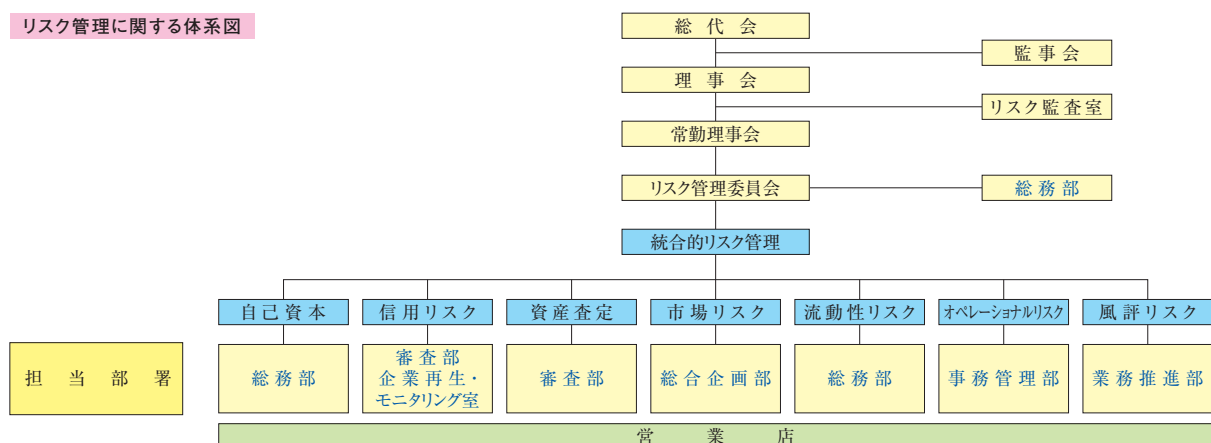 リスク管理に関する体系図
総代会
監事会
理事会
リスク監査室
常勤理事会
リスク管理委員会
総務部
統合的リスク管理
自己資本
信用リスク
資産査定
市場リスク
流動性リスク
オペレーショナルリスク
風評リスク
担当部署
総務部
審査部
企業再生・
モニタリング室
審査部
総合企画部
総務部
事務管理部
業務推進部
営業店